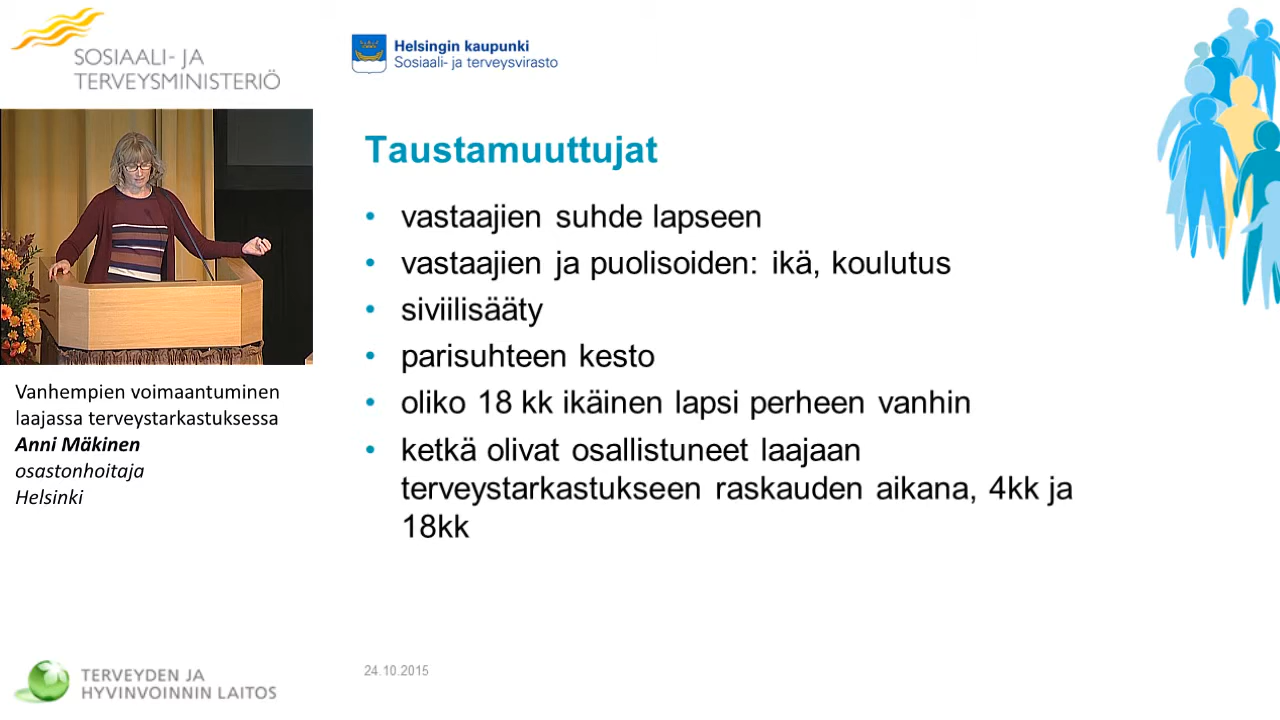 SOSIAALI- JA
TERVEYSMINISTERIÖ
Helsingin kaupunki
Sosiaali- ja terveysvirasto
Vanhempien voimaantuminen
laajassa terveystarkastuksessa
Anni Mäkinen
osastonhoitaja
Helsinki
Taustamuuttujat
• vastaajien suhde lapseen
• vastaajien ja puolisoiden: ikä, koulutus
• siviilisääty
• parisuhteen kesto
• oliko 18 kk ikäinen lapsi perheen vanhin
• ketkä olivat osallistuneet laajaan
terveystarkastukseen raskauden aikana, 4kk ja
18kk
TERVEYDEN JA
HYVINVOINNIN LAITOS
24.10.2015